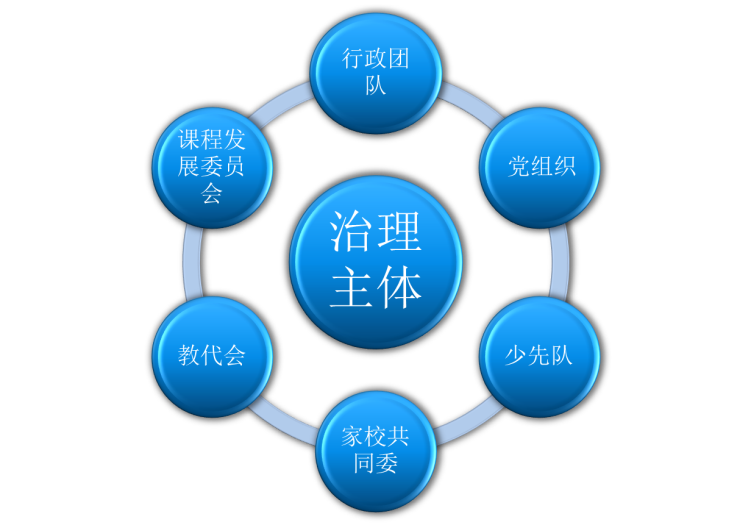 行政团
队
党组织
少先队
家校共
同委
教代会
课程发
展委员
会
治理
主体